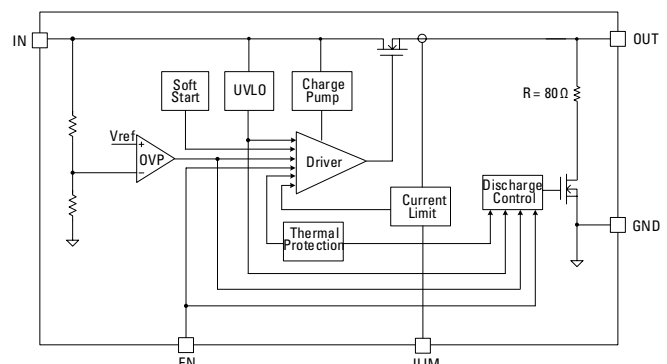 IN
OUT
Soft
Start
UVLO
Charge
Pump
R = 80Ω
Vref
+
OVP
−
Driver
Discharge
Control
Current
Limit
GND
Thermal
Protection
EN
ILIM